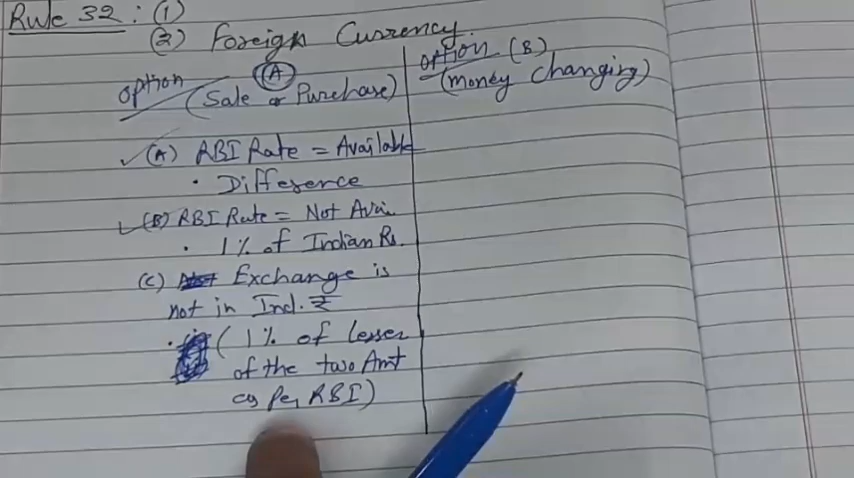 Rule 32 : (1)
(2) Foreign Currency.
Option (A)
(Sale or Purchase)
(A) RBI Rate = Available
• Difference
(B) RBI Rate = Not Avai.
• 1% of Indian Rs.
(C) Exchange is
not in Ind. ₹
• (1% of lesser
of the two Amt
as per RBI)
Option (B)
(Money Changing)